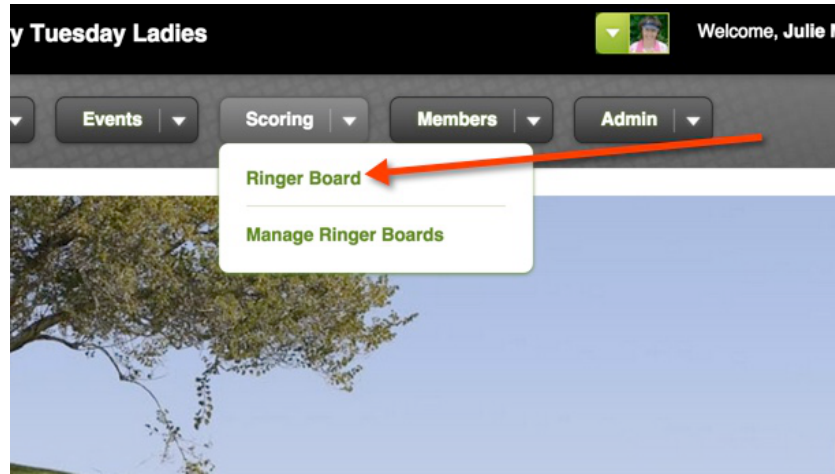 y Tuesday Ladies
Welcome, Julie
Events Scoring Members Admin
Ringer Board
Manage Ringer Boards